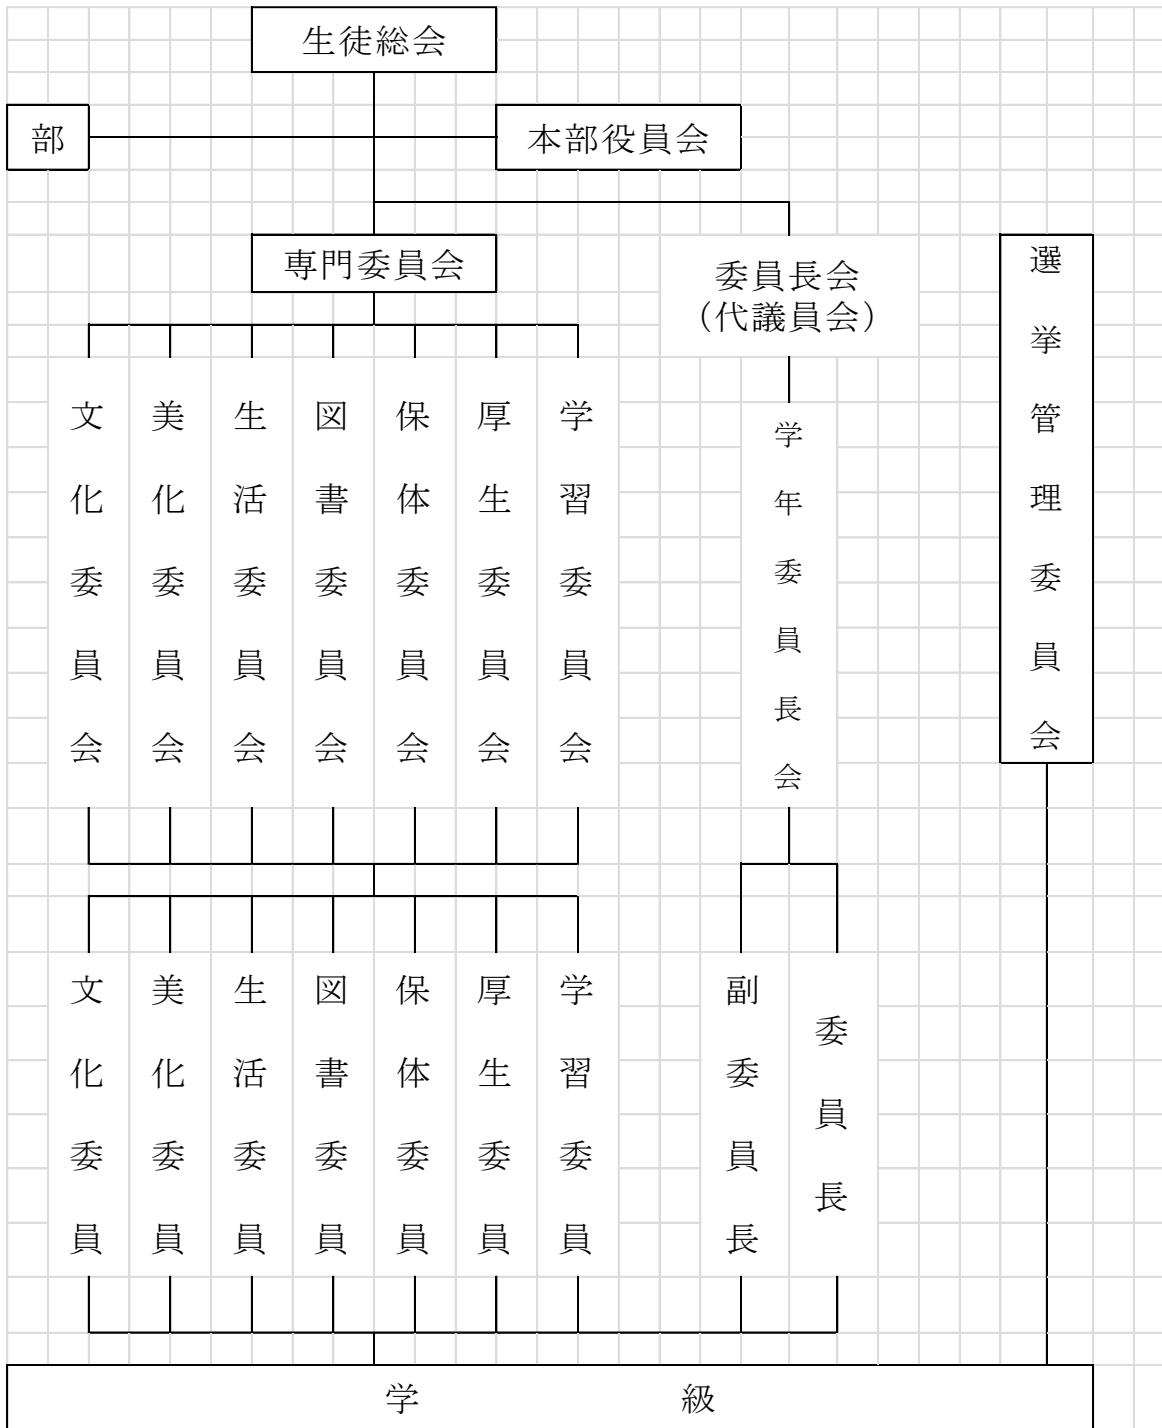 生徒総会
部
本部役員会
専門委員会
委員長会
（代議員会）
選挙管理委員会
文化委員会
美化委員会
生活委員会
図書委員会
保体委員会
厚生委員会
学習委員会
学年委員長会
文化委員
美化委員
生活委員
図書委員
保体委員
厚生委員
学習委員
副委員長
委員長
学級